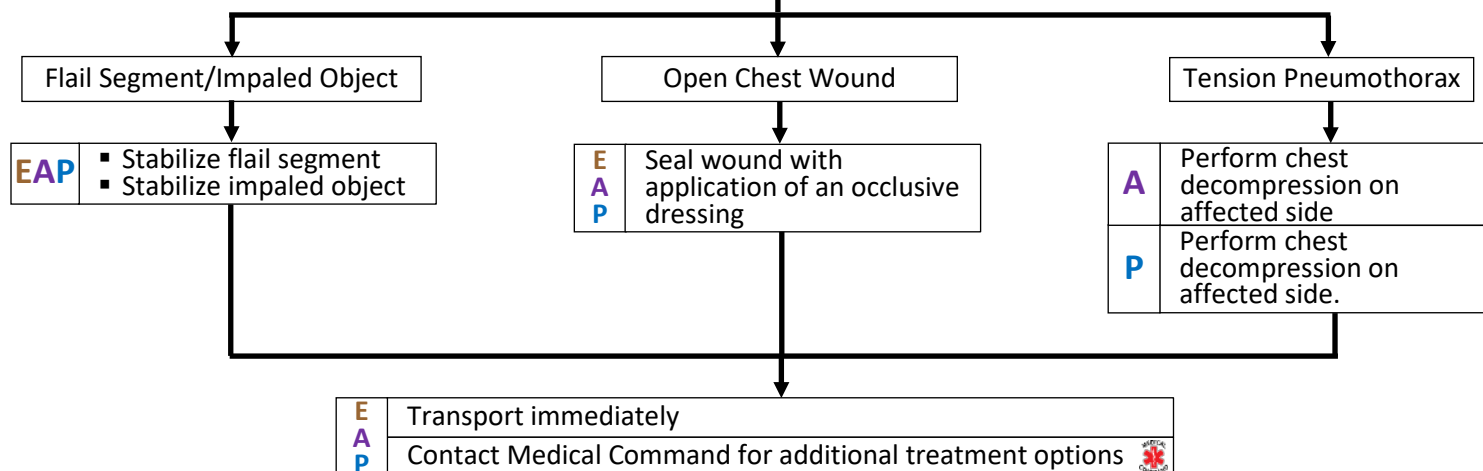 Flail Segment/Impaled Object
Open Chest Wound
Tension Pneumothorax
EAP
▪ Stabilize flail segment
▪ Stabilize impaled object
E
A
P
Seal wound with
application of an occlusive
dressing
A
Perform chest
decompression on
affected side
P
Perform chest
decompression on
affected side.
E
A
P
Transport immediately
Contact Medical Command for additional treatment options